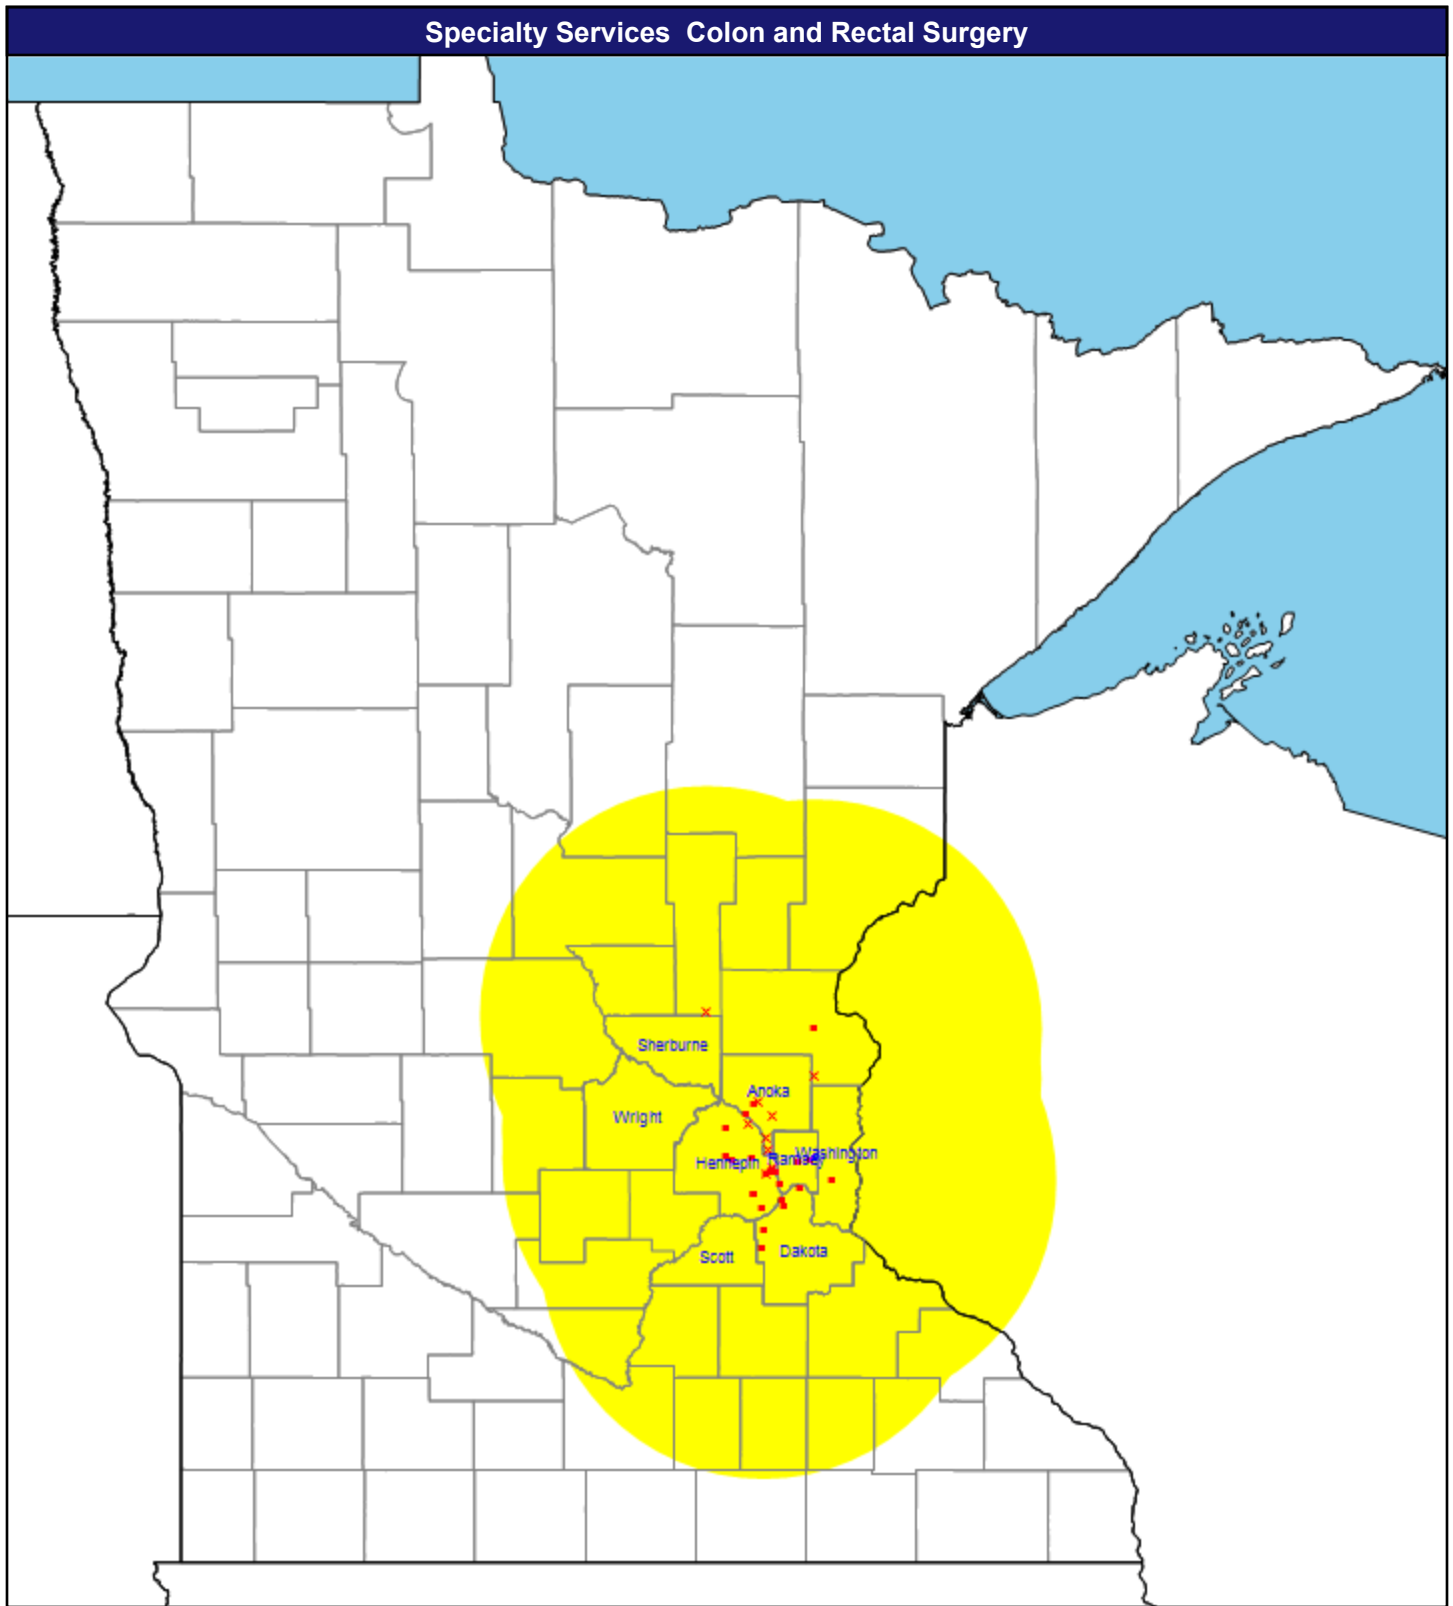 Specialty Services Colon and Rectal Surgery
Sherburne
Anoka
Wright
Washington
Hennepin
Ramsey
Scott
Dakota